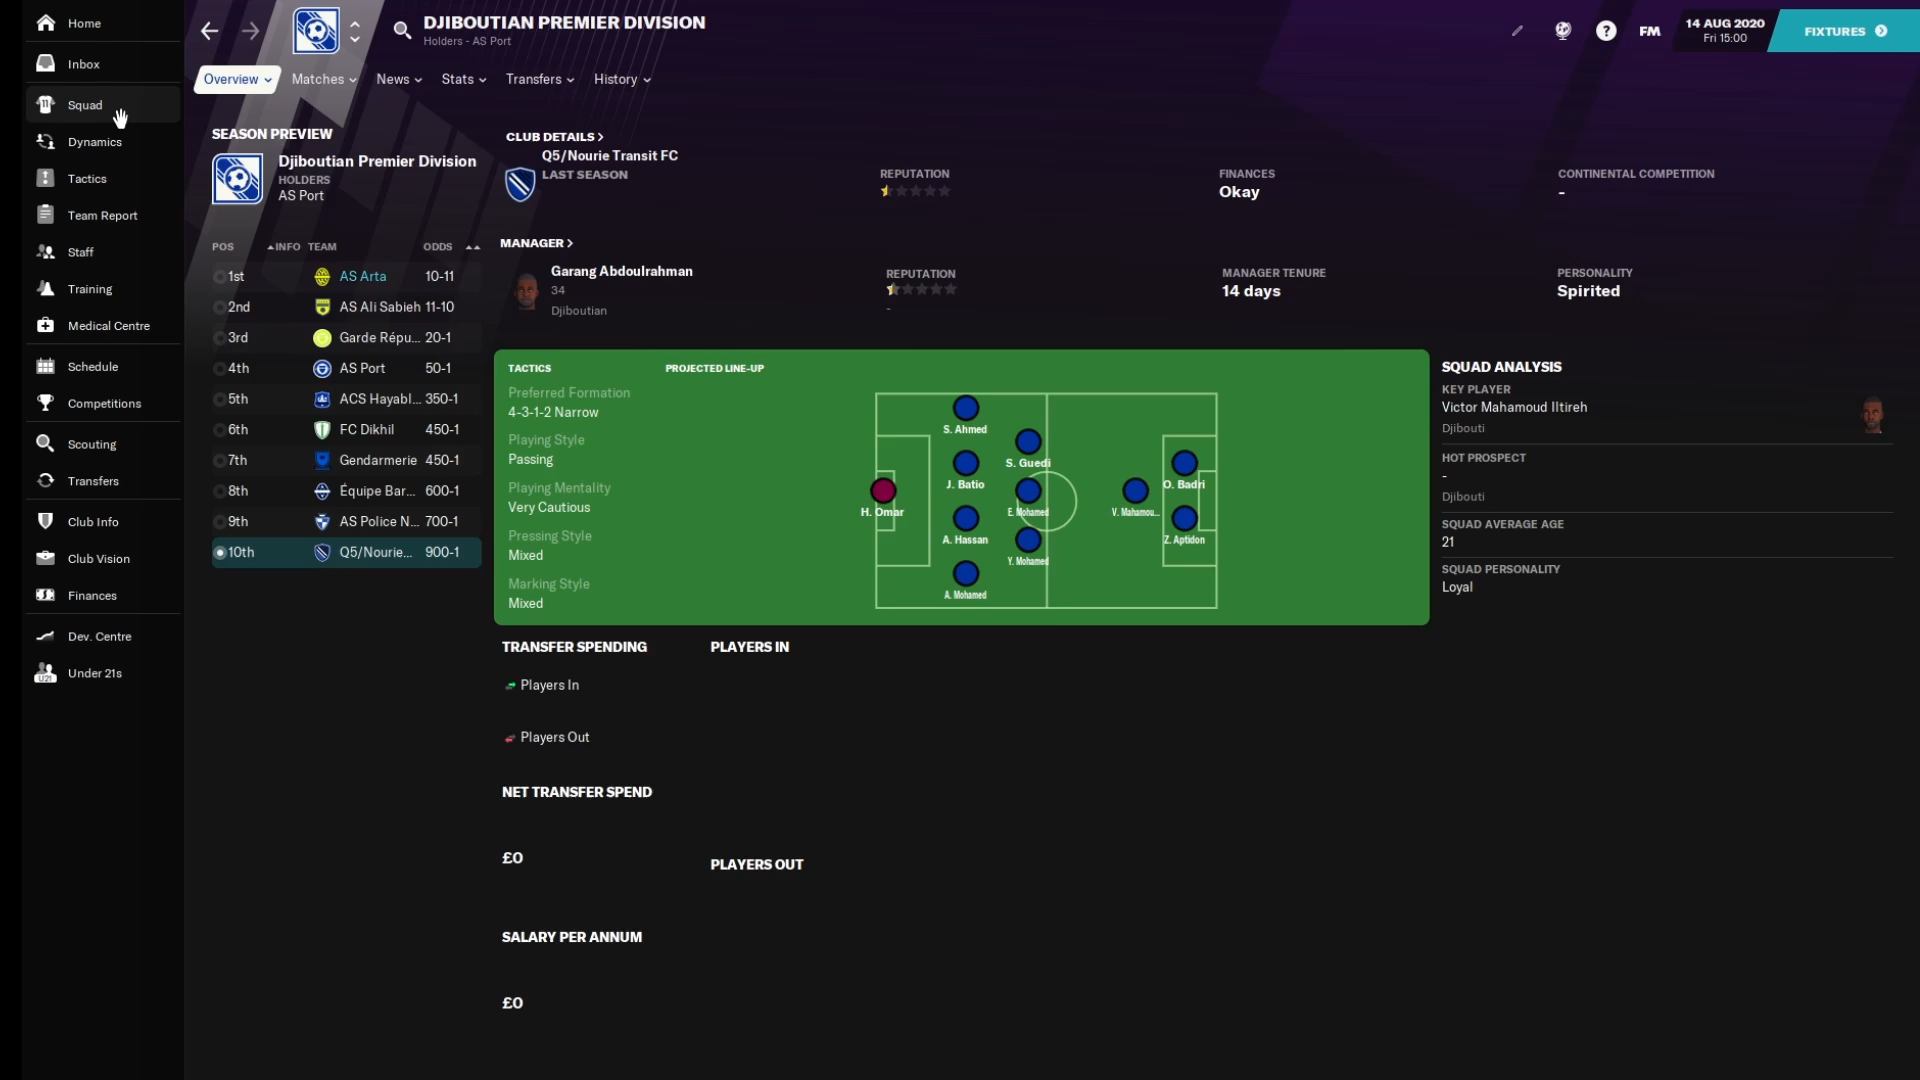 Home
Inbox
Squad
Dynamics
Tactics
Team Report
Staff
Training
Medical Centre
Schedule
Competitions
Scouting
Transfers
Club Info
Club Vision
Finances
Dev. Centre
Under 21s
DJIBOUTIAN PREMIER DIVISION
Holders - AS Port
FM
14 AUG 2020
Fri 15:00
FIXTURES
Overview Matches News Stats Transfers History
SEASON PREVIEW
Djiboutian Premier Division
HOLDERS
AS Port
POS INFO TEAM ODDS
1st AS Arta 10-11
2nd AS Ali Sabieh 11-10
3rd Garde Répu... 20-1
4th AS Port 50-1
5th ACS Hayabl... 350-1
6th FC Dikhil 450-1
7th Gendarmerie 450-1
8th Équipe Bar... 600-1
9th AS Police N... 700-1
10th Q5/Nourie... 900-1
CLUB DETAILS >
Q5/Nourie Transit FC
LAST SEASON
REPUTATION
FINANCES
Okay
CONTINENTAL COMPETITION
-
MANAGER >
Garang Abdoulrahman
34
Djiboutian
REPUTATION
-
MANAGER TENURE
14 days
PERSONALITY
Spirited
TACTICS
Preferred Formation
4-3-1-2 Narrow
Playing Style
Passing
Playing Mentality
Very Cautious
Pressing Style
Mixed
Marking Style
Mixed
PROJECTED LINE-UP
S. Ahmed
S. Guedi
J. Batio
O. Badri
H. Omar
E. Mohamed
V. Mahamou...
A. Hassan
Z. Aptidon
Y. Mohamed
A. Mohamed
SQUAD ANALYSIS
KEY PLAYER
Victor Mahamoud Iltireh
Djibouti
HOT PROSPECT
-
Djibouti
SQUAD AVERAGE AGE
21
SQUAD PERSONALITY
Loyal
TRANSFER SPENDING
Players In
Players Out
NET TRANSFER SPEND
£0
SALARY PER ANNUM
£0
PLAYERS IN
PLAYERS OUT